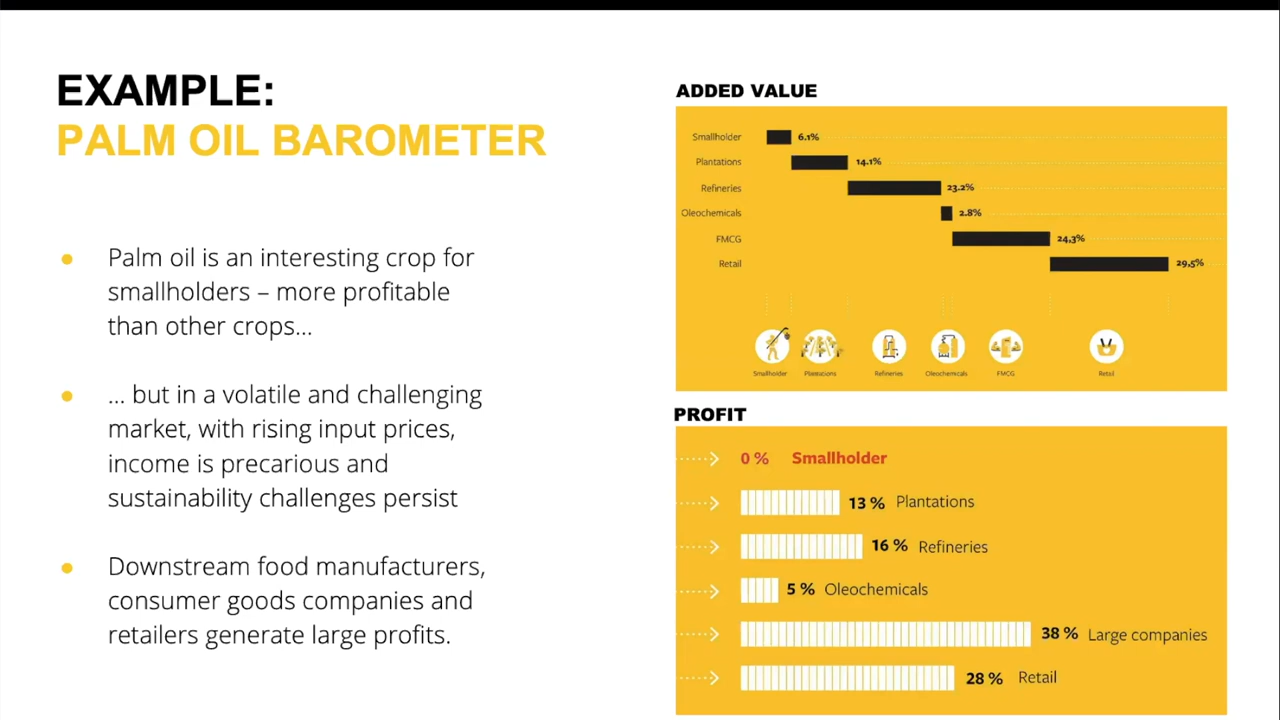 EXAMPLE:
PALM OIL BAROMETER
• Palm oil is an interesting crop for
smallholders – more profitable
than other crops...
• ... but in a volatile and challenging
market, with rising input prices,
income is precarious and
sustainability challenges persist
• Downstream food manufacturers,
consumer goods companies and
retailers generate large profits.
ADDED VALUE
Smallholder 6.1%
Plantations 14.1%
Refineries 23.2%
Oleochemicals 2.8%
FMCG 24,3%
Retail 29,5%
Smallholder Plantations Refineries Oleochemicals FMCG Retail
PROFIT
0 % Smallholder
13 % Plantations
16 % Refineries
5 % Oleochemicals
38 % Large companies
28 % Retail